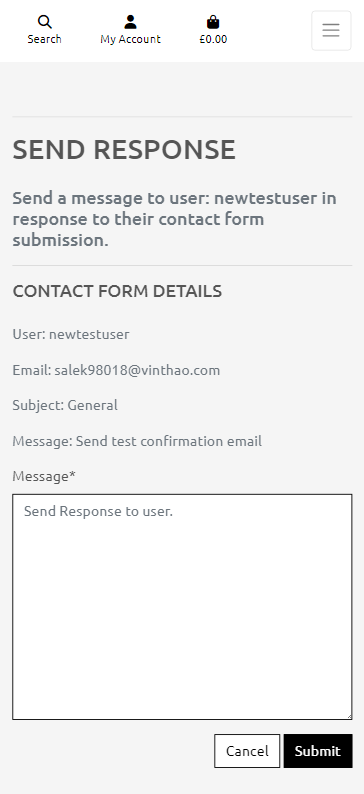 Search
My Account
£0.00
SEND RESPONSE
Send a message to user: newtestuser in
response to their contact form
submission.
CONTACT FORM DETAILS
User: newtestuser
Email: salek98018@vinthao.com
Subject: General
Message: Send test confirmation email
Message*
Send Response to user.
Cancel
Submit